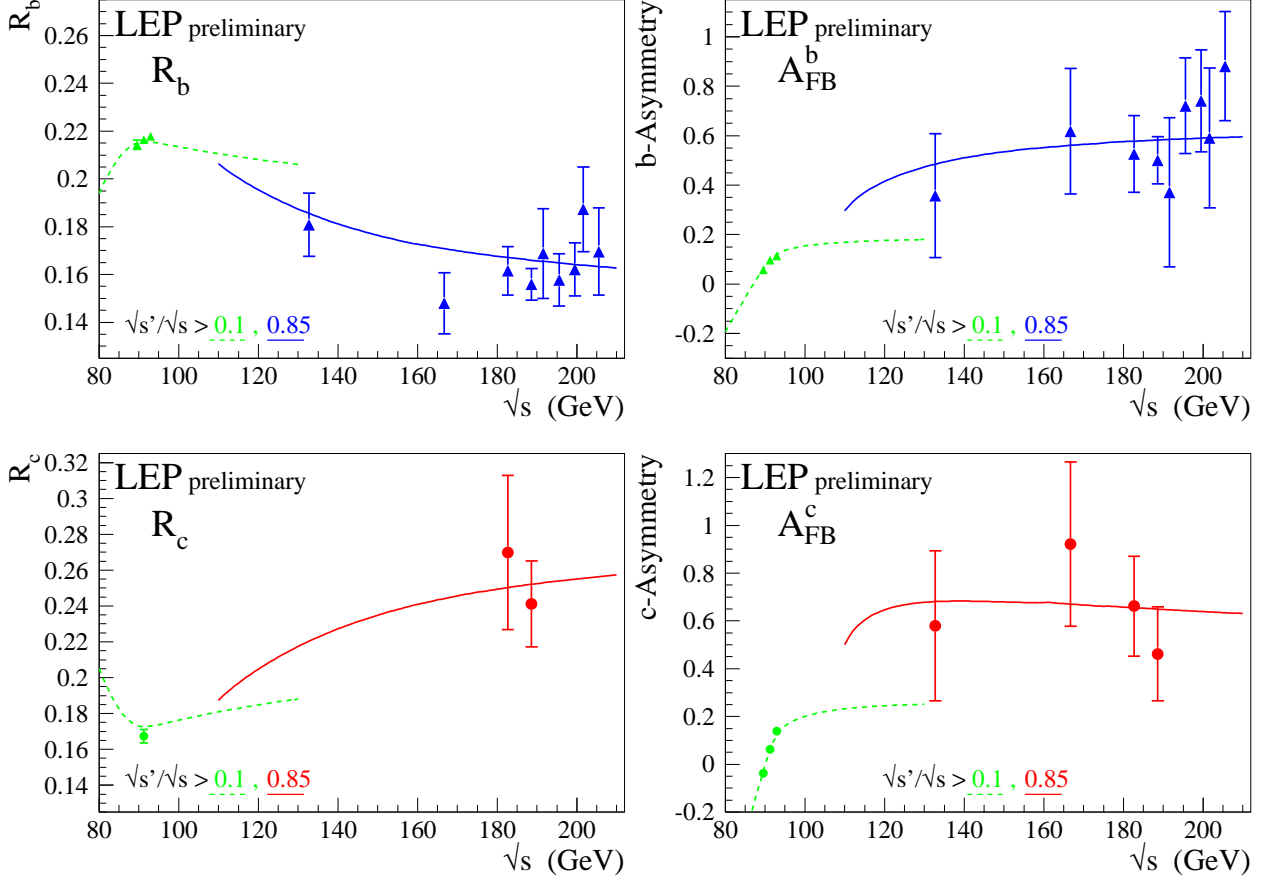 R_b
LEP preliminary
R_b
0.26
0.24
0.22
0.2
0.18
0.16
0.14
√s’/√s > 0.1 , 0.85
80 100 120 140 160 180 200
√s (GeV)
b-Asymmetry
LEP preliminary
A_FB^b
1
0.8
0.6
0.4
0.2
0
-0.2
√s’/√s > 0.1 , 0.85
80 100 120 140 160 180 200
√s (GeV)
R_c
LEP preliminary
R_c
0.32
0.3
0.28
0.26
0.24
0.22
0.2
0.18
0.16
0.14
√s’/√s > 0.1 , 0.85
80 100 120 140 160 180 200
√s (GeV)
c-Asymmetry
LEP preliminary
A_FB^c
1.2
1
0.8
0.6
0.4
0.2
0
-0.2
√s’/√s > 0.1 , 0.85
80 100 120 140 160 180 200
√s (GeV)